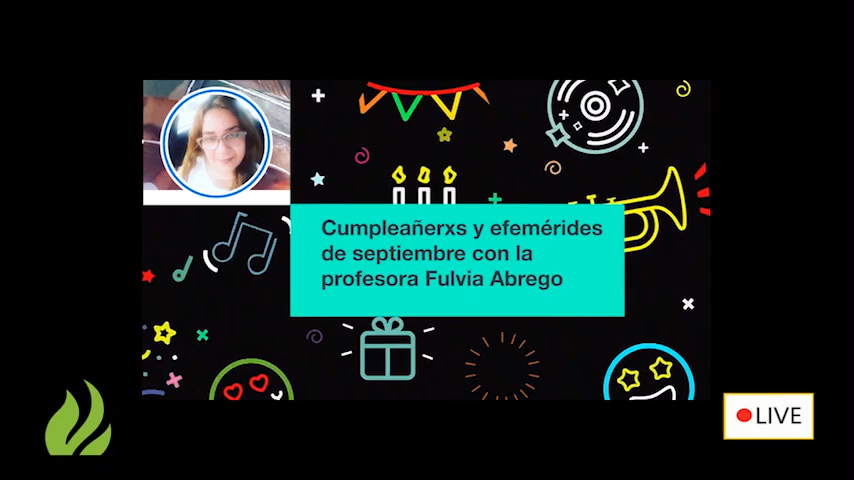 Cumpleañerxs y efemérides
de septiembre con la
profesora Fulvia Abrego
LIVE